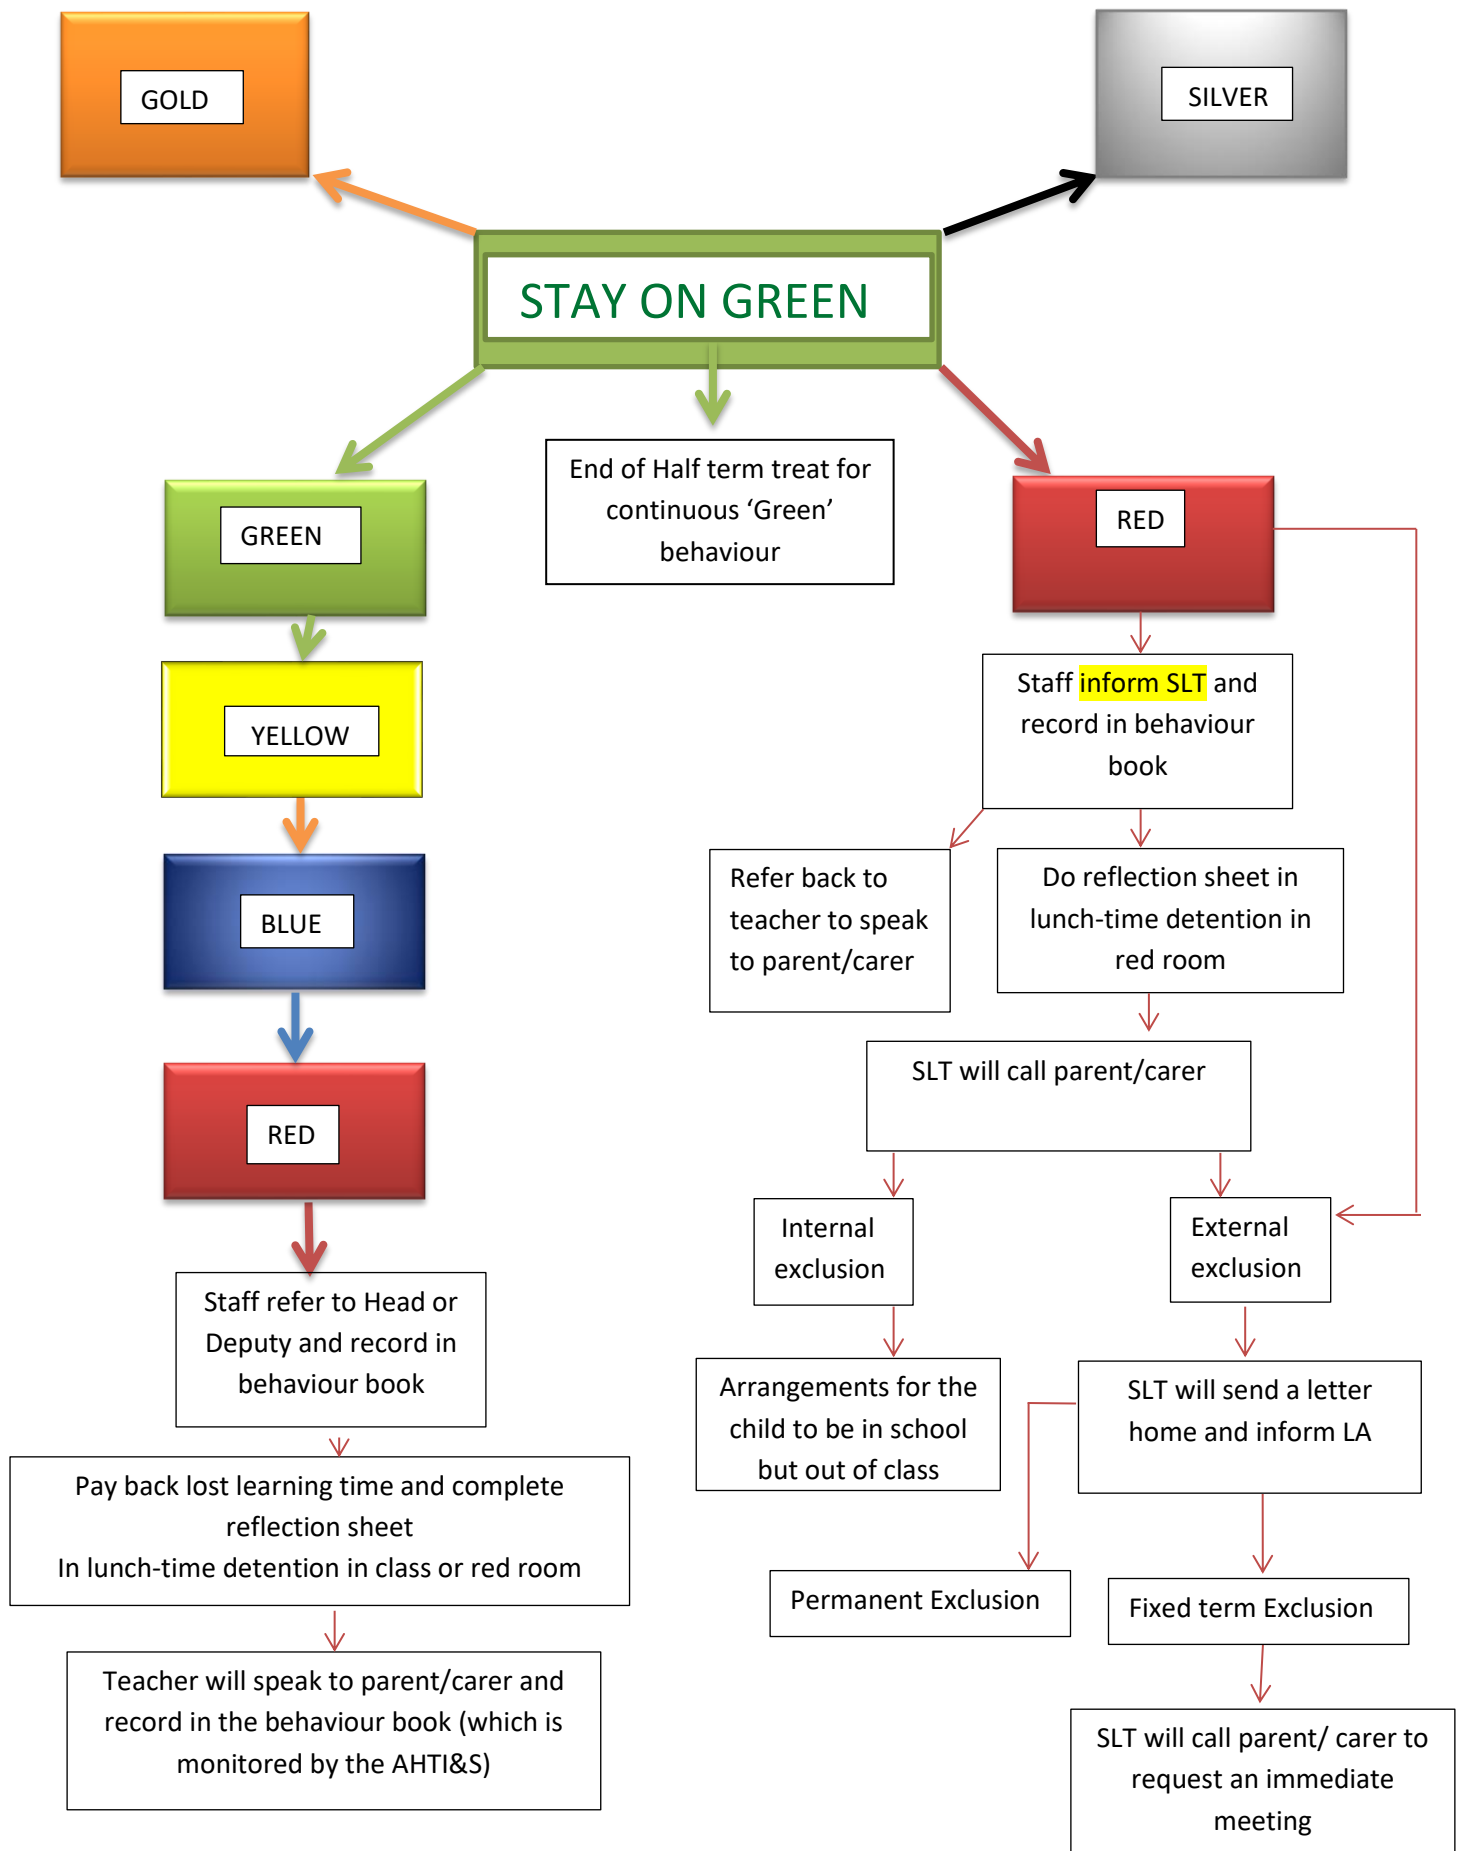 GOLD
SILVER
STAY ON GREEN
End of Half term treat for
continuous ‘Green’
behaviour
GREEN
YELLOW
BLUE
RED
Staff refer to Head or
Deputy and record in
behaviour book
Pay back lost learning time and complete
reflection sheet
In lunch-time detention in class or red room
Teacher will speak to parent/carer and
record in the behaviour book (which is
monitored by the AHTI&S)
RED
Staff inform SLT and
record in behaviour
book
Refer back to
teacher to speak
to parent/carer
Do reflection sheet in
lunch-time detention in
red room
SLT will call parent/carer
Internal
exclusion
External
exclusion
Arrangements for the
child to be in school
but out of class
SLT will send a letter
home and inform LA
Permanent Exclusion
Fixed term Exclusion
SLT will call parent/ carer to
request an immediate
meeting